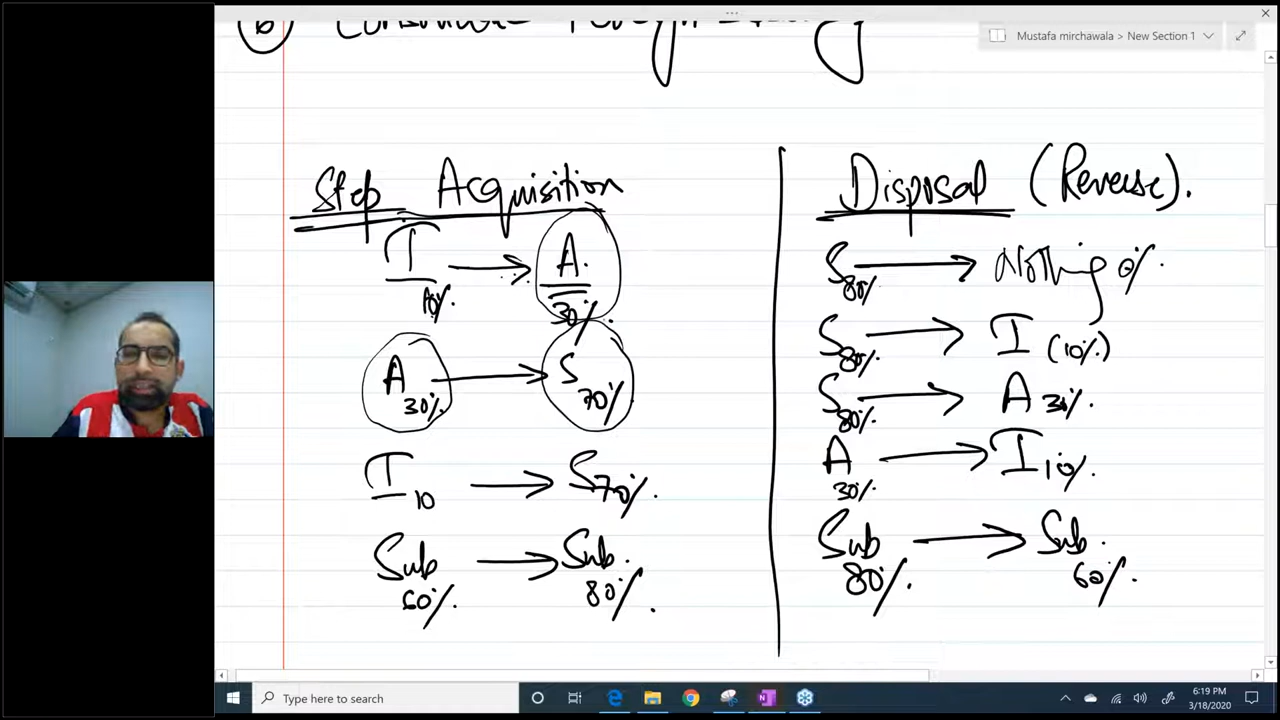 Mustafa mirchawala > New Section 1
6
Step Acquisition
I 10% → A. 30%.
A 30% → S 70%
I 10 → S 70%.
Sub 60%. → Sub. 80%.
Disposal (Reverse).
S 80% → Nothing 0%.
S 80%. → I (10%)
S 80%. → A 30%.
A 30%. → I 10%.
Sub 80%. → Sub. 60%.
Type here to search
6:19 PM
3/18/2020